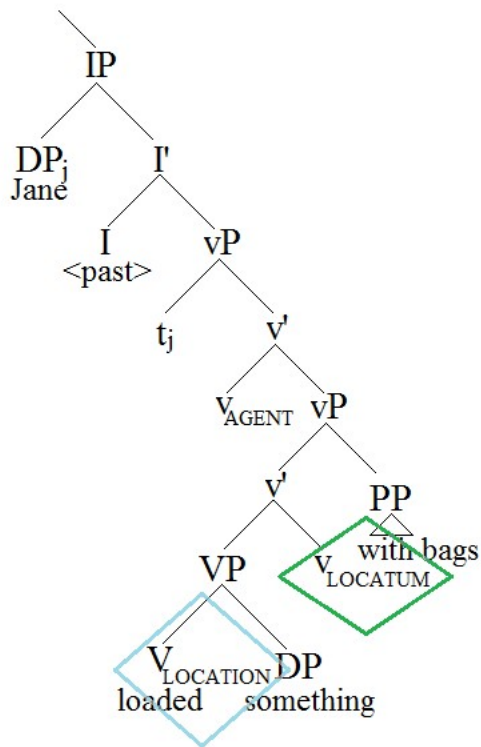 IP
DPj I'
Jane
I vP
<past>
tj v'
vAGENT vP
v' PP
with bags
VP vLOCATUM
VLOCATION DP
loaded something